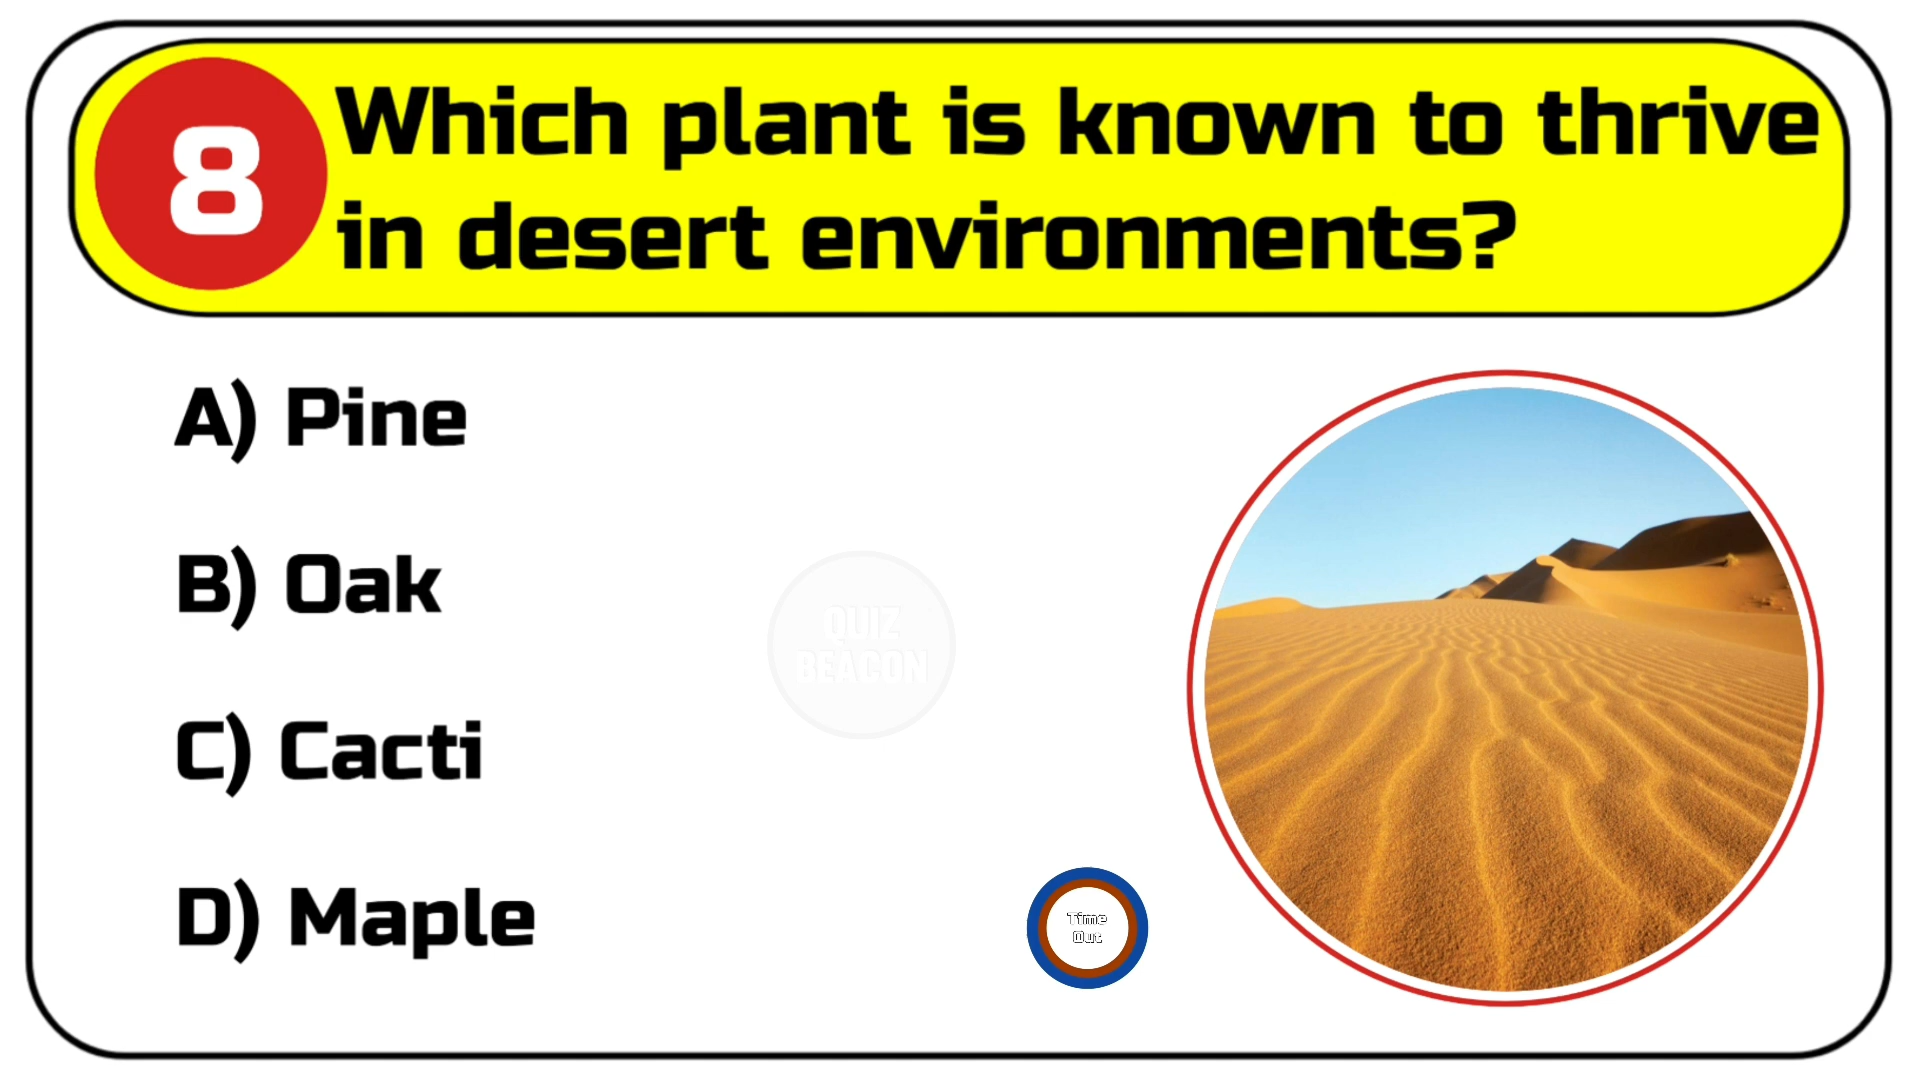 8
Which plant is known to thrive
in desert environments?
A) Pine
B) Oak
C) Cacti
D) Maple
QUIZ
BEACON
Time
Out